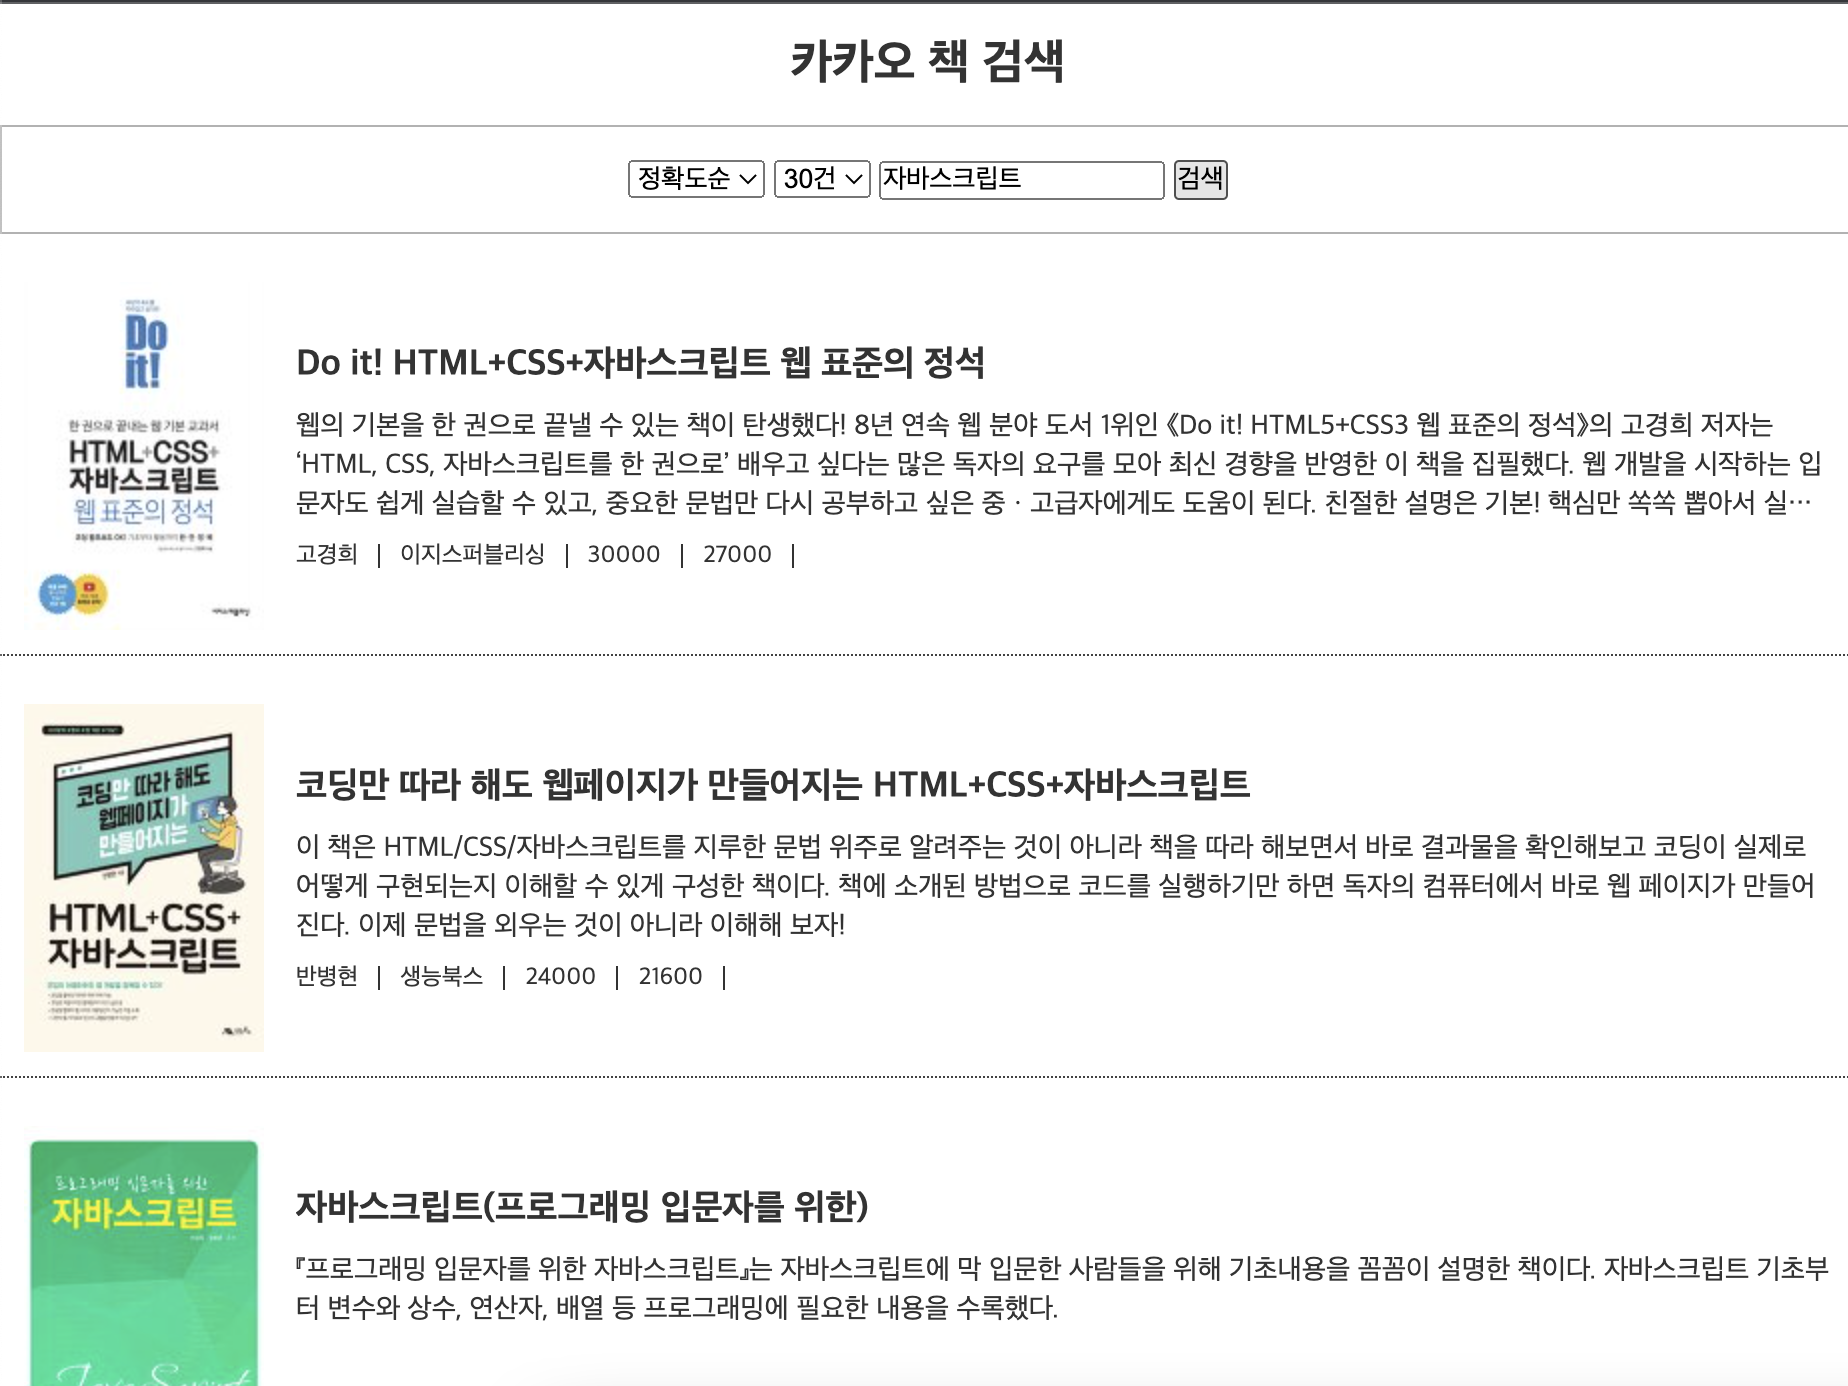 카카오 책 검색
정확도순 30건 자바스크립트 검색
Do
it!
한 권으로 끝내는 웹 기본 교과서
HTML+CSS+
자바스크립트
웹 표준의 정석
Do it! HTML+CSS+자바스크립트 웹 표준의 정석
웹의 기본을 한 권으로 끝낼 수 있는 책이 탄생했다! 8년 연속 웹 분야 도서 1위인 《Do it! HTML5+CSS3 웹 표준의 정석》의 고경희 저자는
‘HTML, CSS, 자바스크립트를 한 권으로’ 배우고 싶다는 많은 독자의 요구를 모아 최신 경향을 반영한 이 책을 집필했다. 웹 개발을 시작하는 입
문자도 쉽게 실습할 수 있고, 중요한 문법만 다시 공부하고 싶은 중 · 고급자에게도 도움이 된다. 친절한 설명은 기본! 핵심만 쏙쏙 뽑아서 실…
고경희 | 이지스퍼블리싱 | 30000 | 27000 |
코딩만 따라 해도
웹페이지가
만들어지는
HTML+CSS+
자바스크립트
코딩만 따라 해도 웹페이지가 만들어지는 HTML+CSS+자바스크립트
이 책은 HTML/CSS/자바스크립트를 지루한 문법 위주로 알려주는 것이 아니라 책을 따라 해보면서 바로 결과물을 확인해보고 코딩이 실제로
어떻게 구현되는지 이해할 수 있게 구성한 책이다. 책에 소개된 방법으로 코드를 실행하기만 하면 독자의 컴퓨터에서 바로 웹 페이지가 만들어
진다. 이제 문법을 외우는 것이 아니라 이해해 보자!
반병현 | 생능북스 | 24000 | 21600 |
프로그래밍 입문자를 위한
자바스크립트
자바스크립트(프로그래밍 입문자를 위한)
『프로그래밍 입문자를 위한 자바스크립트』는 자바스크립트에 막 입문한 사람들을 위해 기초내용을 꼼꼼이 설명한 책이다. 자바스크립트 기초부
터 변수와 상수, 연산자, 배열 등 프로그래밍에 필요한 내용을 수록했다.